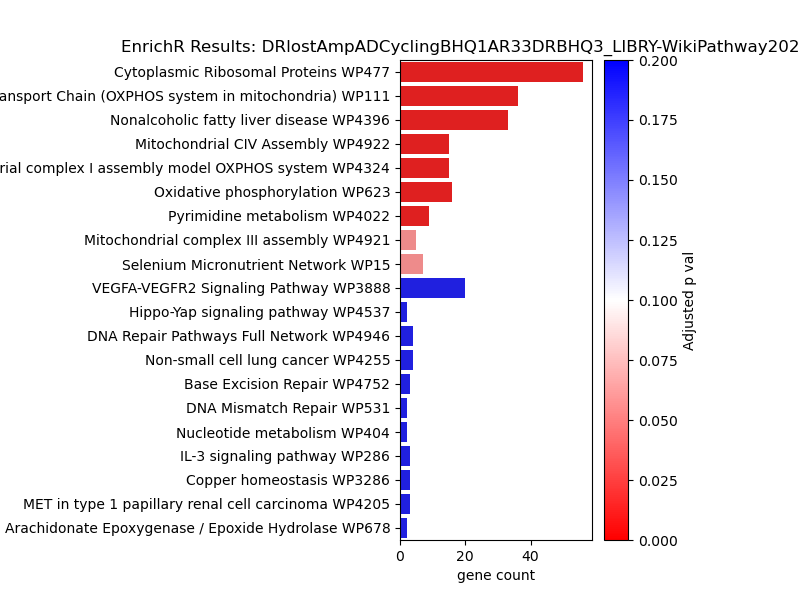 EnrichR Results: DRlostAmpADCyclingBHQ1AR33DRBHQ3_LIBRY-WikiPathway202
Cytoplasmic Ribosomal Proteins WP477
ansport Chain (OXPHOS system in mitochondria) WP111
Nonalcoholic fatty liver disease WP4396
Mitochondrial CIV Assembly WP4922
rial complex I assembly model OXPHOS system WP4324
Oxidative phosphorylation WP623
Pyrimidine metabolism WP4022
Mitochondrial complex III assembly WP4921
Selenium Micronutrient Network WP15
VEGFA-VEGFR2 Signaling Pathway WP3888
Hippo-Yap signaling pathway WP4537
DNA Repair Pathways Full Network WP4946
Non-small cell lung cancer WP4255
Base Excision Repair WP4752
DNA Mismatch Repair WP531
Nucleotide metabolism WP404
IL-3 signaling pathway WP286
Copper homeostasis WP3286
MET in type 1 papillary renal cell carcinoma WP4205
Arachidonate Epoxygenase / Epoxide Hydrolase WP678
0 20 40
gene count
0.200
0.175
0.150
0.125
0.100
0.075
0.050
0.025
0.000
Adjusted p val